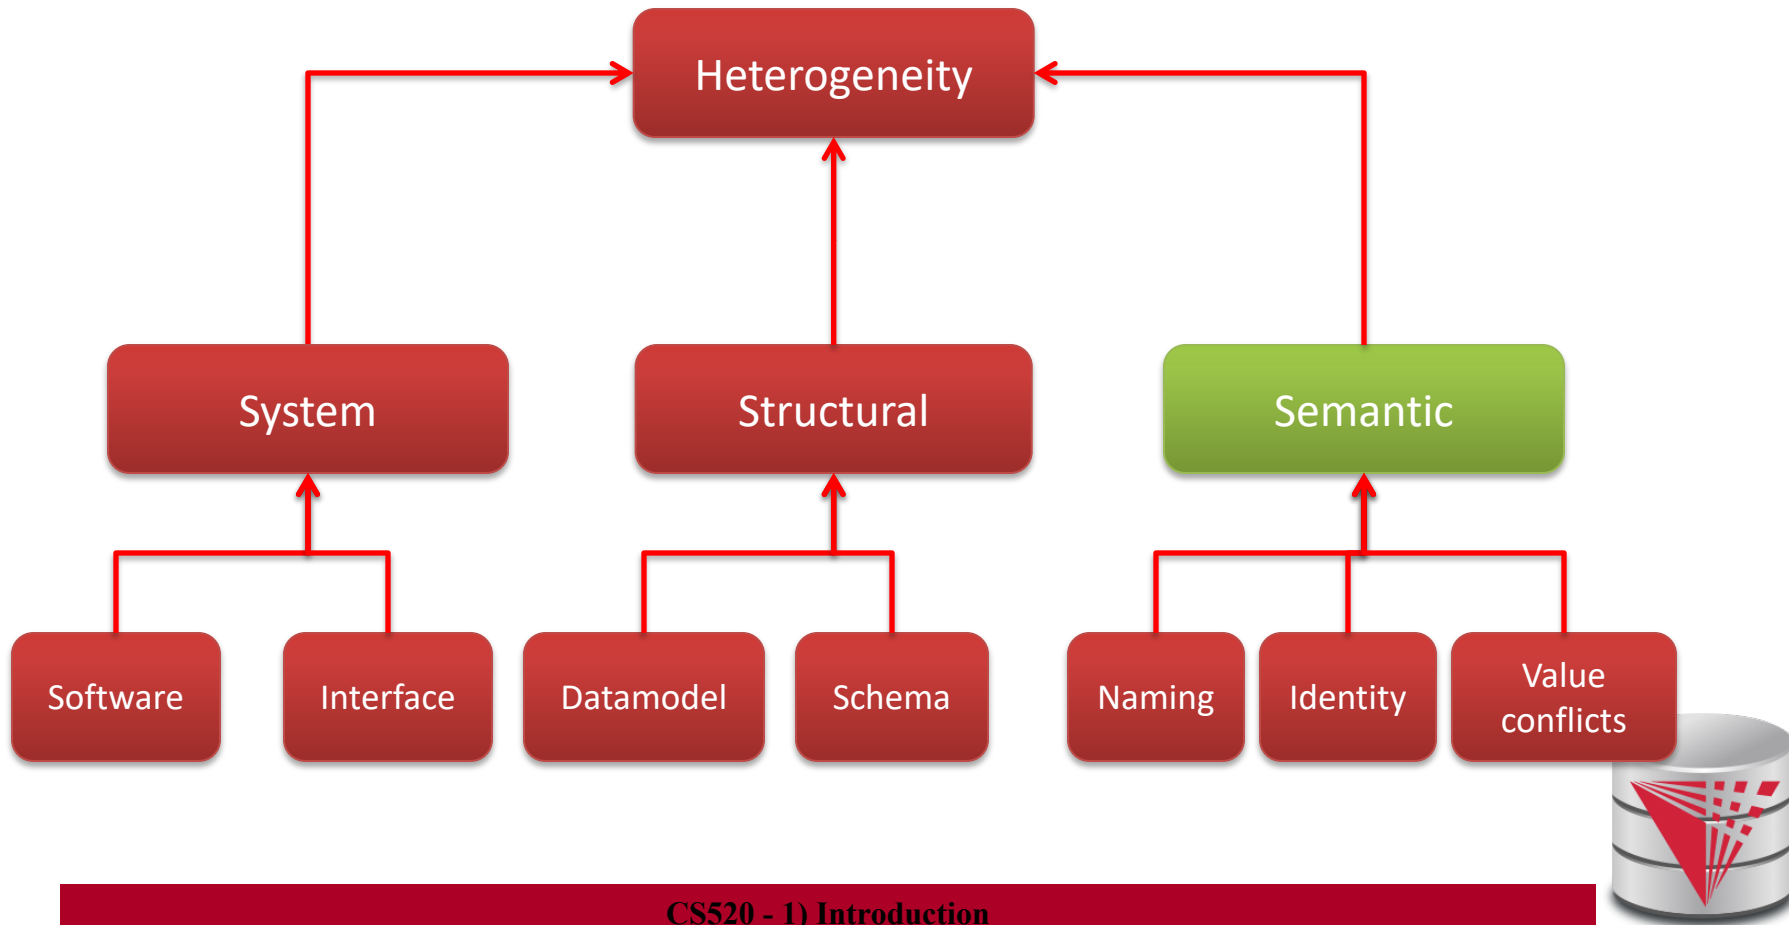 Heterogeneity
System
Structural
Semantic
Software
Interface
Datamodel
Schema
Naming
Identity
Value
conflicts
CS520 - 1) Introduction